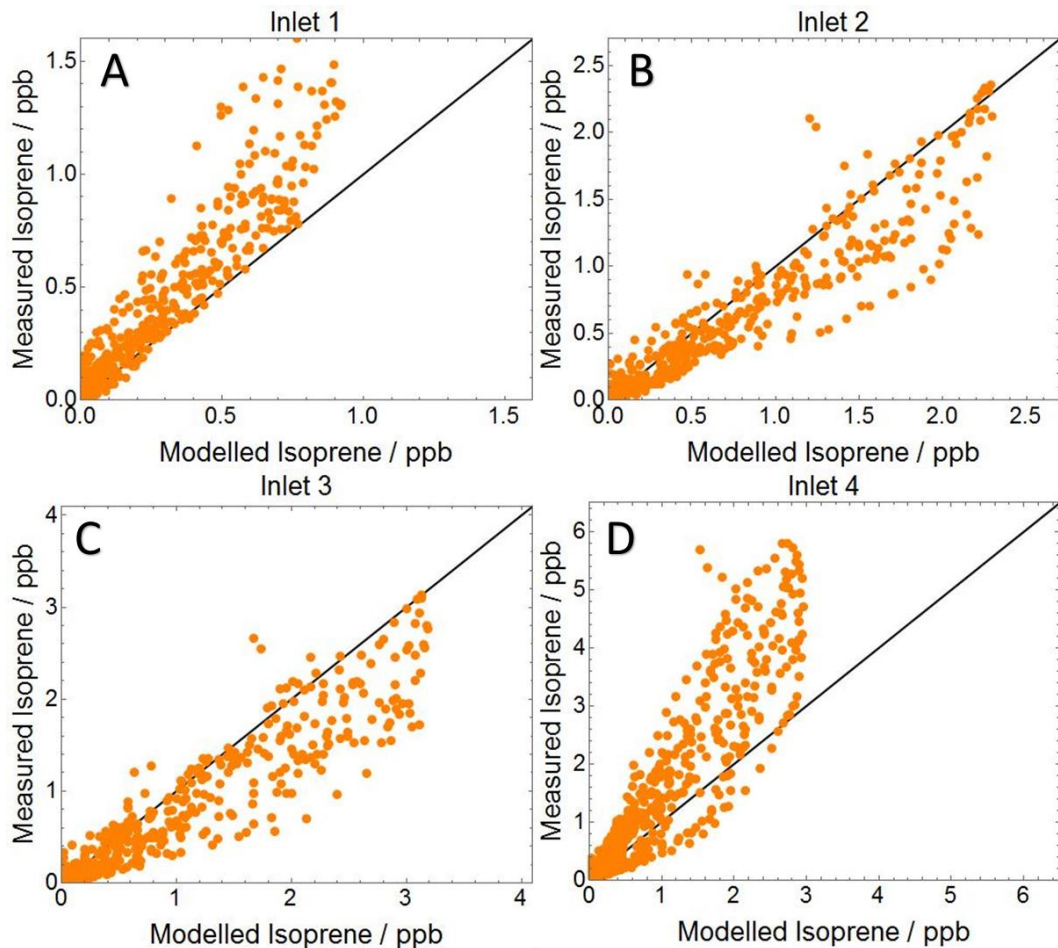 Inlet 1
A
1.5
1.0
0.5
0.0
Measured Isoprene / ppb
0.0 0.5 1.0 1.5
Modelled Isoprene / ppb
Inlet 2
B
2.5
2.0
1.5
1.0
0.5
0.0
Measured Isoprene / ppb
0.0 0.5 1.0 1.5 2.0 2.5
Modelled Isoprene / ppb
Inlet 3
C
4
3
2
1
0
Measured Isoprene / ppb
0 1 2 3 4
Modelled Isoprene / ppb
Inlet 4
D
6
5
4
3
2
1
0
Measured Isoprene / ppb
0 1 2 3 4 5 6
Modelled Isoprene / ppb